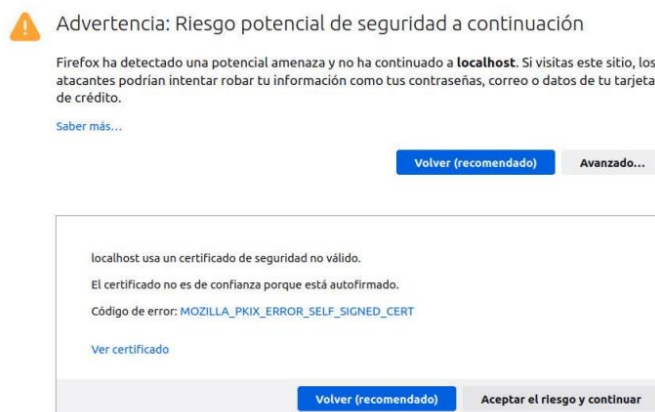 Advertencia: Riesgo potencial de seguridad a continuación
Firefox ha detectado una potencial amenaza y no ha continuado a localhost. Si visitas este sitio, los
atacantes podrían intentar robar tu información como tus contraseñas, correo o datos de tu tarjeta
de crédito.
Saber más...
Volver (recomendado) Avanzado...
localhost usa un certificado de seguridad no válido.
El certificado no es de confianza porque está autofirmado.
Código de error: MOZILLA_PKIX_ERROR_SELF_SIGNED_CERT
Ver certificado
Volver (recomendado) Aceptar el riesgo y continuar